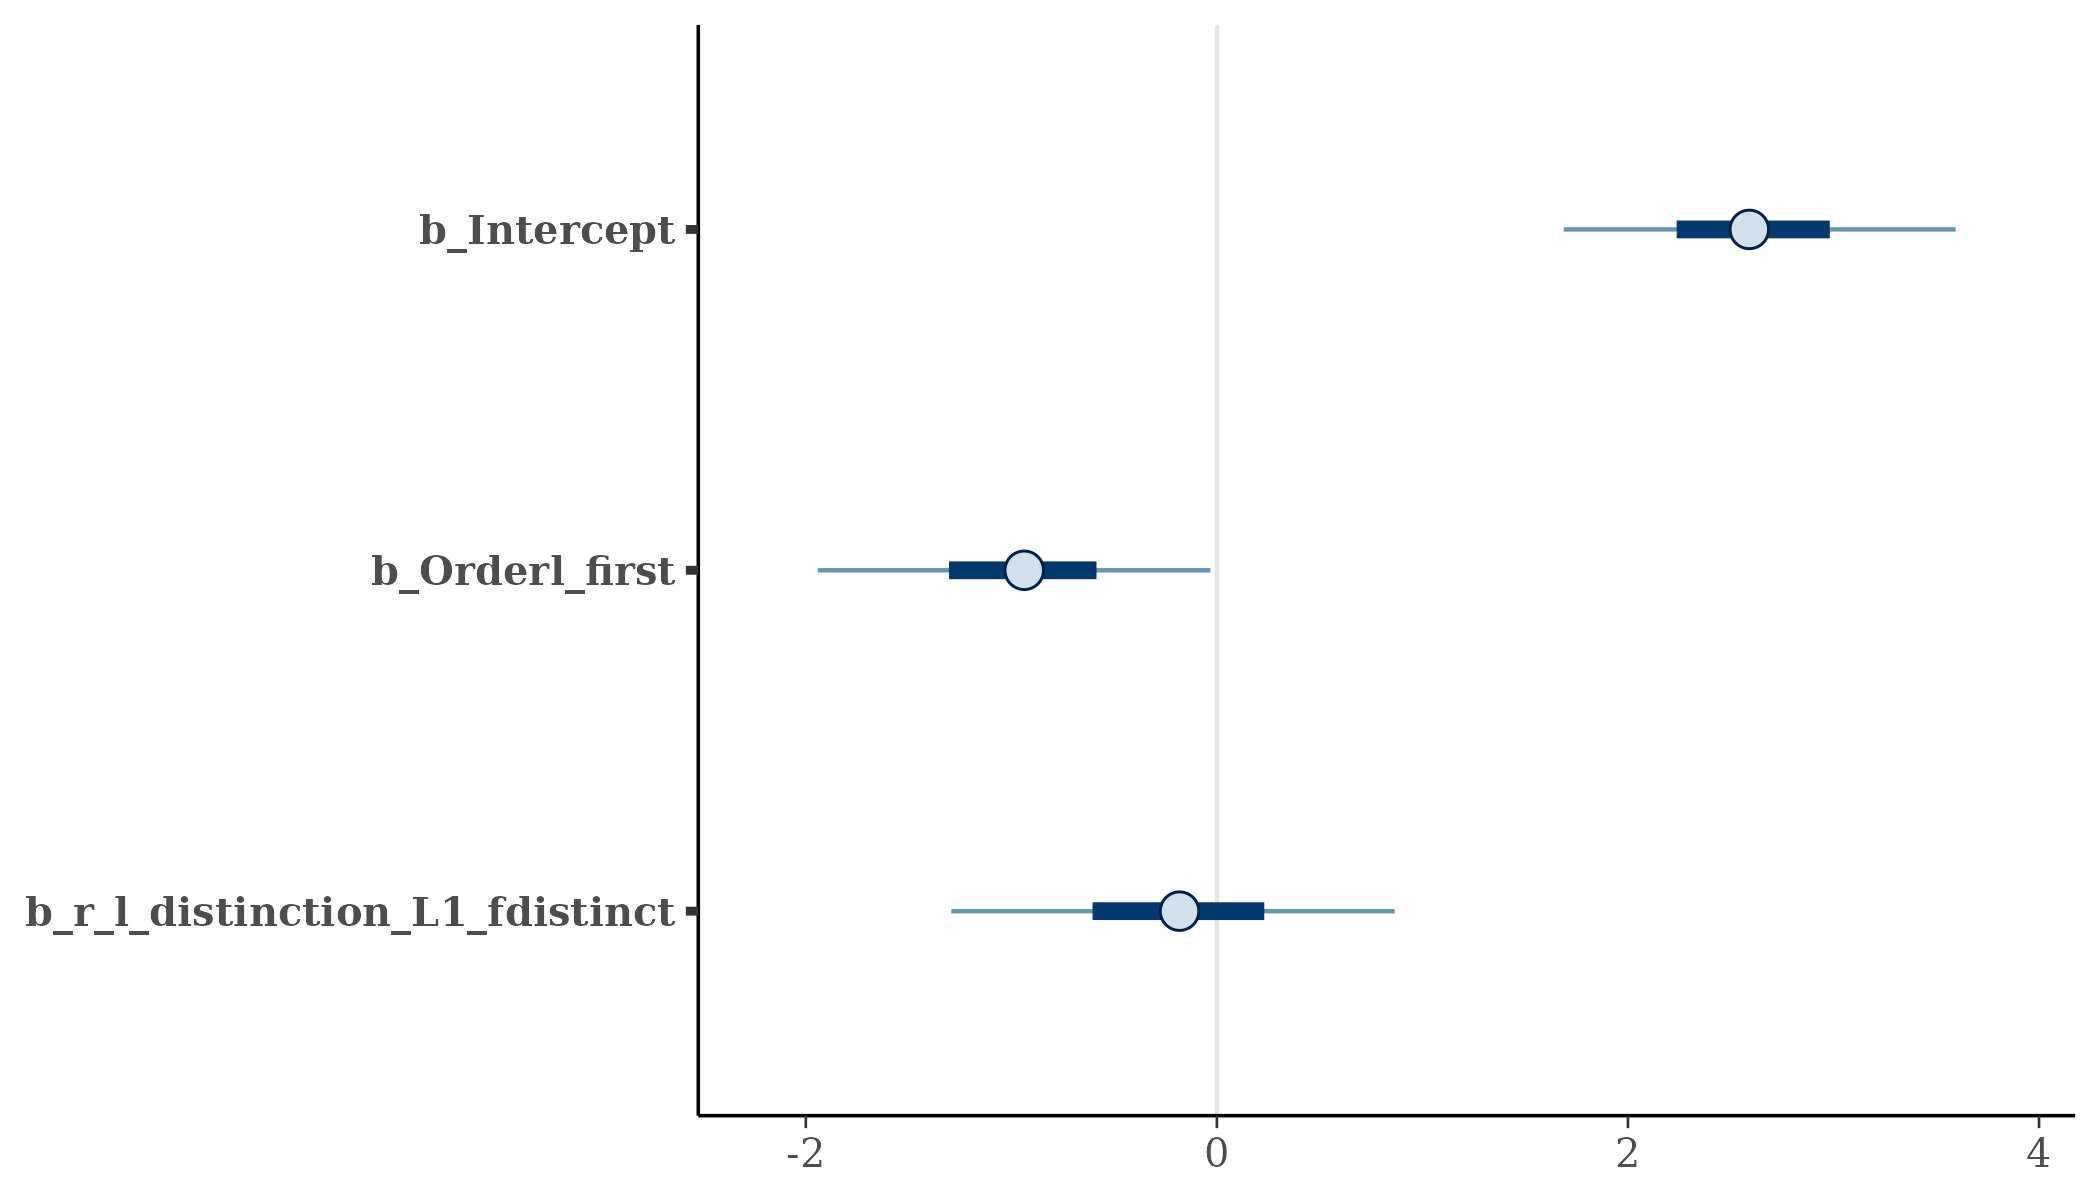 b_Intercept
b_Orderl_first
b_r_l_distinction_L1_fdistinct
-2 0 2 4